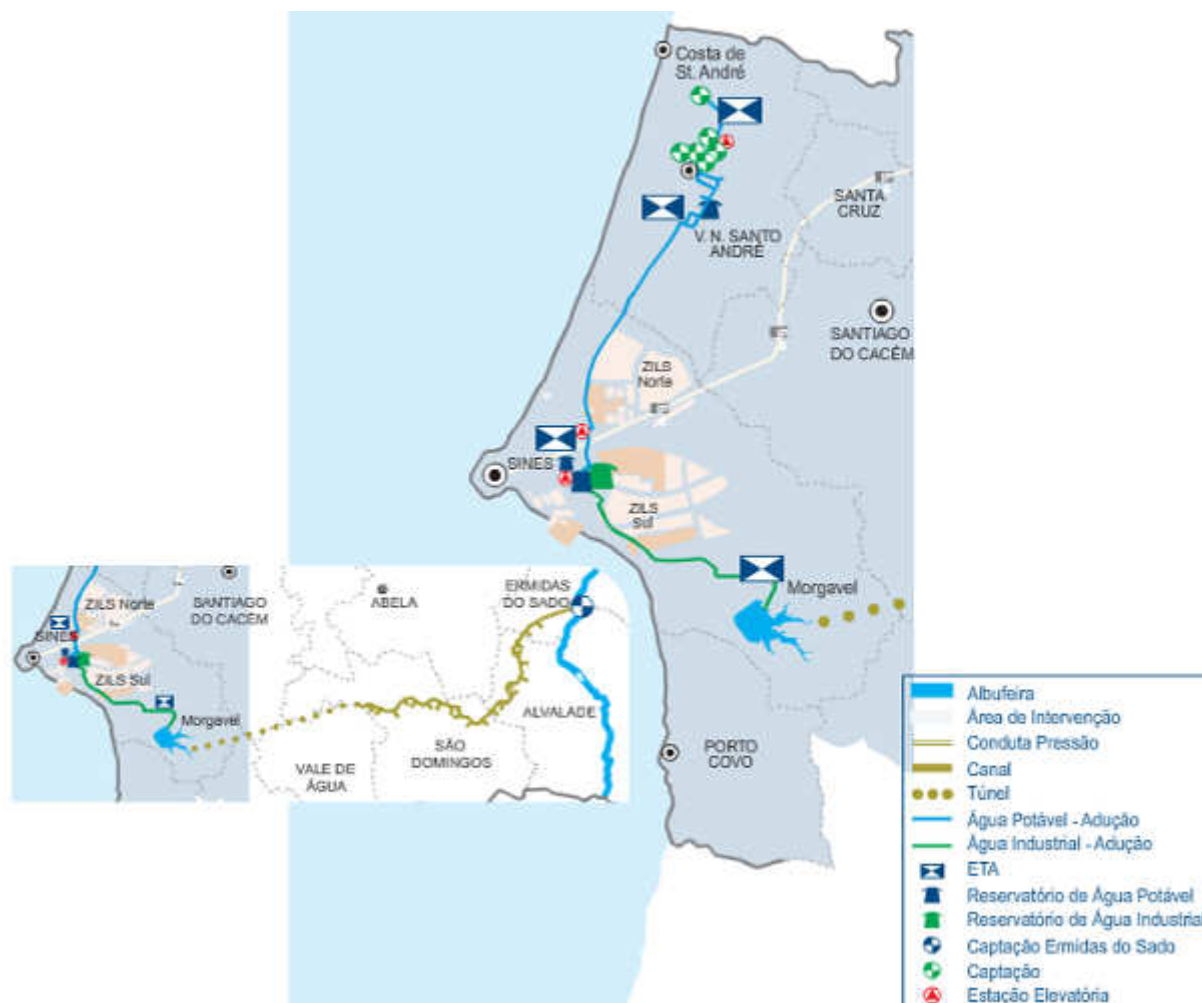 Costa de
St. André
SANTA
CRUZ
V. N. SANTO
ANDRÉ
SANTIAGO
DO CACÉM
ZILS
Norte
SINES
ZILS
Sul
Morgavel
PORTO
COVO
ZILS Norte
SANTIAGO
DO CACÉM
SINES
ZILS Sul
Morgavel
ABELA
ERMIDAS
DO SADO
ALVALADE
SÃO
DOMINGOS
VALE DE
ÁGUA
Albufeira
Área de Intervenção
Conduta Pressão
Canal
Túnel
Água Potável - Adução
Água Industrial - Adução
ETA
Reservatório de Água Potável
Reservatório de Água Industrial
Captação Ermidas do Sado
Captação
Estação Elevatória